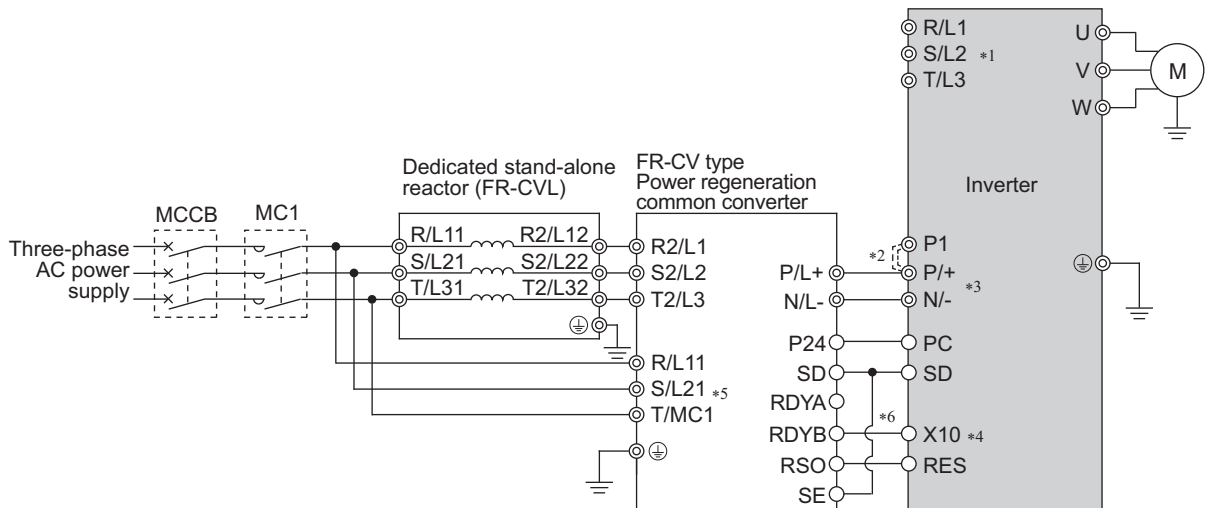 R/L1
S/L2 *1
T/L3
U
V
W
M
Inverter
Dedicated stand-alone
reactor (FR-CVL)
FR-CV type
Power regeneration
common converter
MCCB
MC1
Three-phase
AC power
supply
R/L11
R2/L12
S/L21
S2/L22
T/L31
T2/L32
R2/L1
S2/L2
T2/L3
R/L11
S/L21 *5
T/MC1
P/L+
N/L-
P24
SD
RDYA
RDYB
RSO
SE
*6
*2
P1
P/+
*3
N/-
PC
SD
X10 *4
RES